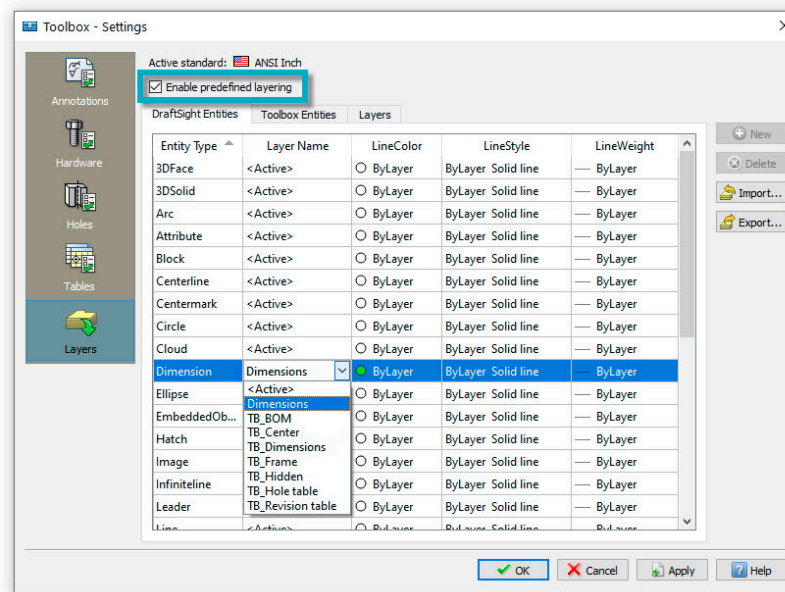 Toolbox - Settings
Active standard: ANSI Inch
Enable predefined layering
Annotations
Hardware
Holes
Tables
Layers
DraftSight Entities Toolbox Entities Layers
Entity Type Layer Name LineColor LineStyle LineWeight
3DFace <Active> ByLayer ByLayer Solid line ByLayer
3DSolid <Active> ByLayer ByLayer Solid line ByLayer
Arc <Active> ByLayer ByLayer Solid line ByLayer
Attribute <Active> ByLayer ByLayer Solid line ByLayer
Block <Active> ByLayer ByLayer Solid line ByLayer
Centerline <Active> ByLayer ByLayer Solid line ByLayer
Centermark <Active> ByLayer ByLayer Solid line ByLayer
Circle <Active> ByLayer ByLayer Solid line ByLayer
Cloud <Active> ByLayer ByLayer Solid line ByLayer
Dimension Dimensions ByLayer ByLayer Solid line ByLayer
Ellipse ByLayer ByLayer Solid line ByLayer
EmbeddedOb... ByLayer ByLayer Solid line ByLayer
Hatch ByLayer ByLayer Solid line ByLayer
Image ByLayer ByLayer Solid line ByLayer
Infiniteline ByLayer ByLayer Solid line ByLayer
Leader ByLayer ByLayer Solid line ByLayer
Line <Active> ByLayer ByLayer Solid line ByLayer
<Active>
Dimensions
TB_BOM
TB_Center
TB_Dimensions
TB_Frame
TB_Hidden
TB_Hole table
TB_Revision table
New
Delete
Import...
Export...
OK Cancel Apply Help